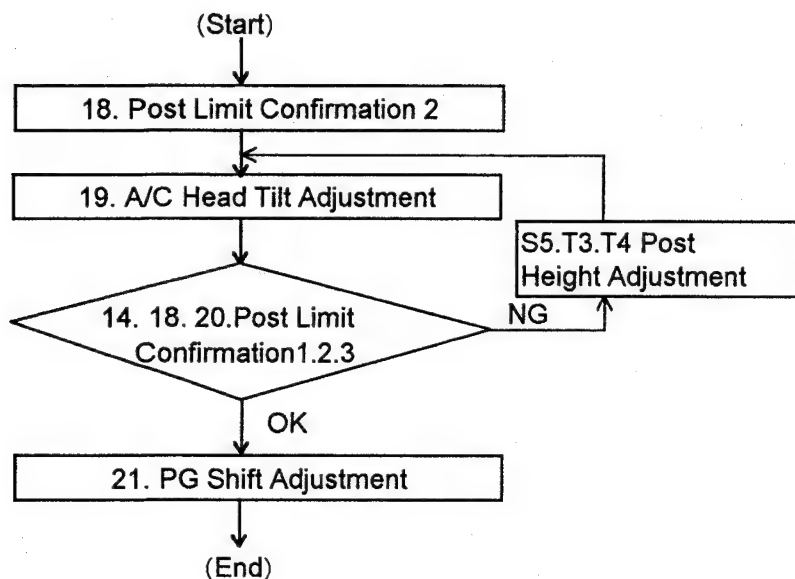 (Start)
18. Post Limit Confirmation 2
19. A/C Head Tilt Adjustment
S5.T3.T4 Post
Height Adjustment
14. 18. 20.Post Limit
Confirmation1.2.3
NG
OK
21. PG Shift Adjustment
(End)